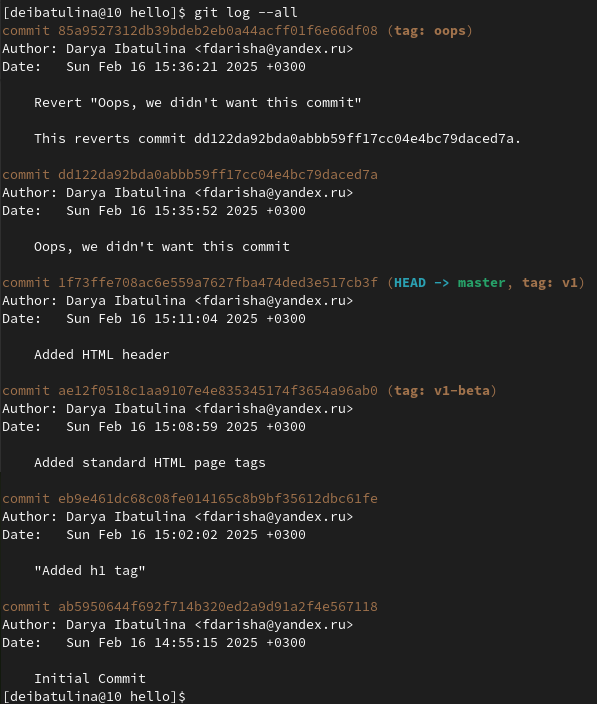 [deibatulina@10 hello]$ git log --all
commit 85a9527312db39bdeb2eb0a44acff01f6e66df08 (tag: oops)
Author: Darya Ibatulina <fdarisha@yandex.ru>
Date:   Sun Feb 16 15:36:21 2025 +0300
    Revert "Oops, we didn't want this commit"
    This reverts commit dd122da92bda0abbb59ff17cc04e4bc79daced7a.
commit dd122da92bda0abbb59ff17cc04e4bc79daced7a
Author: Darya Ibatulina <fdarisha@yandex.ru>
Date:   Sun Feb 16 15:35:52 2025 +0300
    Oops, we didn't want this commit
commit 1f73ffe708ac6e559a7627fba474ded3e517cb3f (HEAD -> master, tag: v1)
Author: Darya Ibatulina <fdarisha@yandex.ru>
Date:   Sun Feb 16 15:11:04 2025 +0300
    Added HTML header
commit ae12f0518c1aa9107e4e835345174f3654a96ab0 (tag: v1-beta)
Author: Darya Ibatulina <fdarisha@yandex.ru>
Date:   Sun Feb 16 15:08:59 2025 +0300
    Added standard HTML page tags
commit eb9e461dc68c08fe014165c8b9bf35612dbc61fe
Author: Darya Ibatulina <fdarisha@yandex.ru>
Date:   Sun Feb 16 15:02:02 2025 +0300
    "Added h1 tag"
commit ab5950644f692f714b320ed2a9d91a2f4e567118
Author: Darya Ibatulina <fdarisha@yandex.ru>
Date:   Sun Feb 16 14:55:15 2025 +0300
    Initial Commit
[deibatulina@10 hello]$